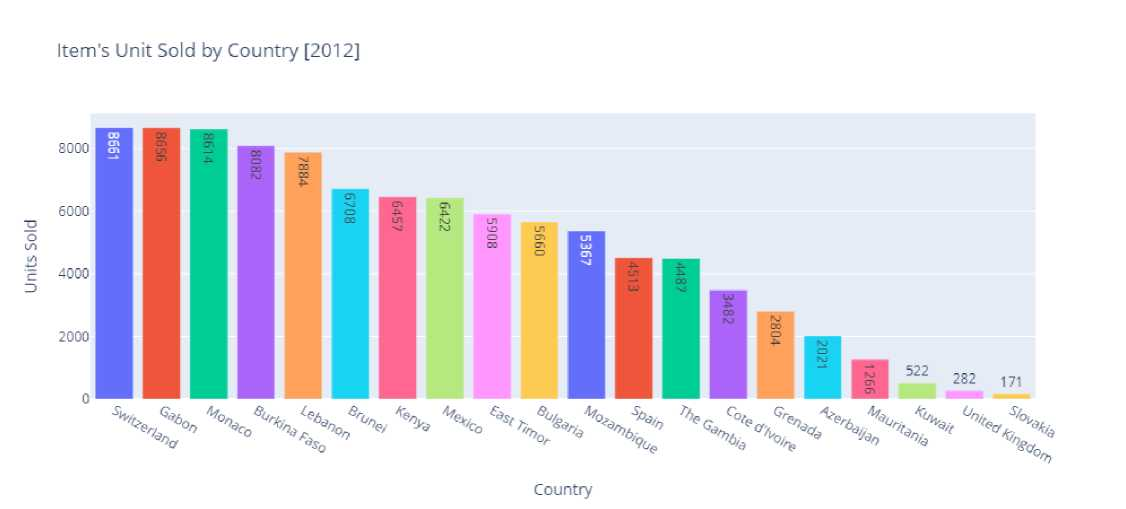 Item's Unit Sold by Country [2012]
Units Sold
8000
6000
4000
2000
0
8661
8656
8614
8082
7884
6708
6457
6422
5908
5660
5367
4513
4487
3482
2804
2021
1266
522
282
171
Switzerland
Gabon
Monaco
Burkina Faso
Lebanon
Brunei
Kenya
Mexico
East Timor
Bulgaria
Mozambique
Spain
The Gambia
Cote d'Ivoire
Grenada
Azerbaijan
Mauritania
Kuwait
United Kingdom
Slovakia
Country